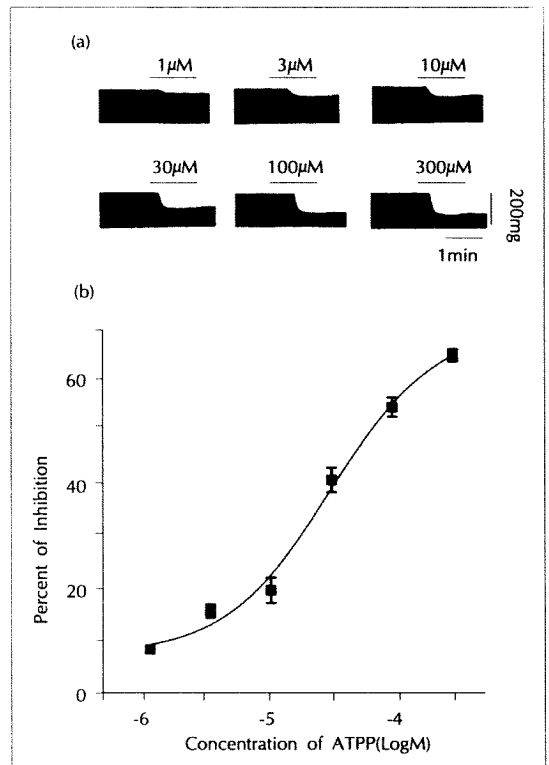 (a)
1µM 3µM 10µM
30µM 100µM 300µM
200mg
1min
(b)
Percent of Inhibition
60
40
20
0
-6 -5 -4
Concentration of ATPP(LogM)